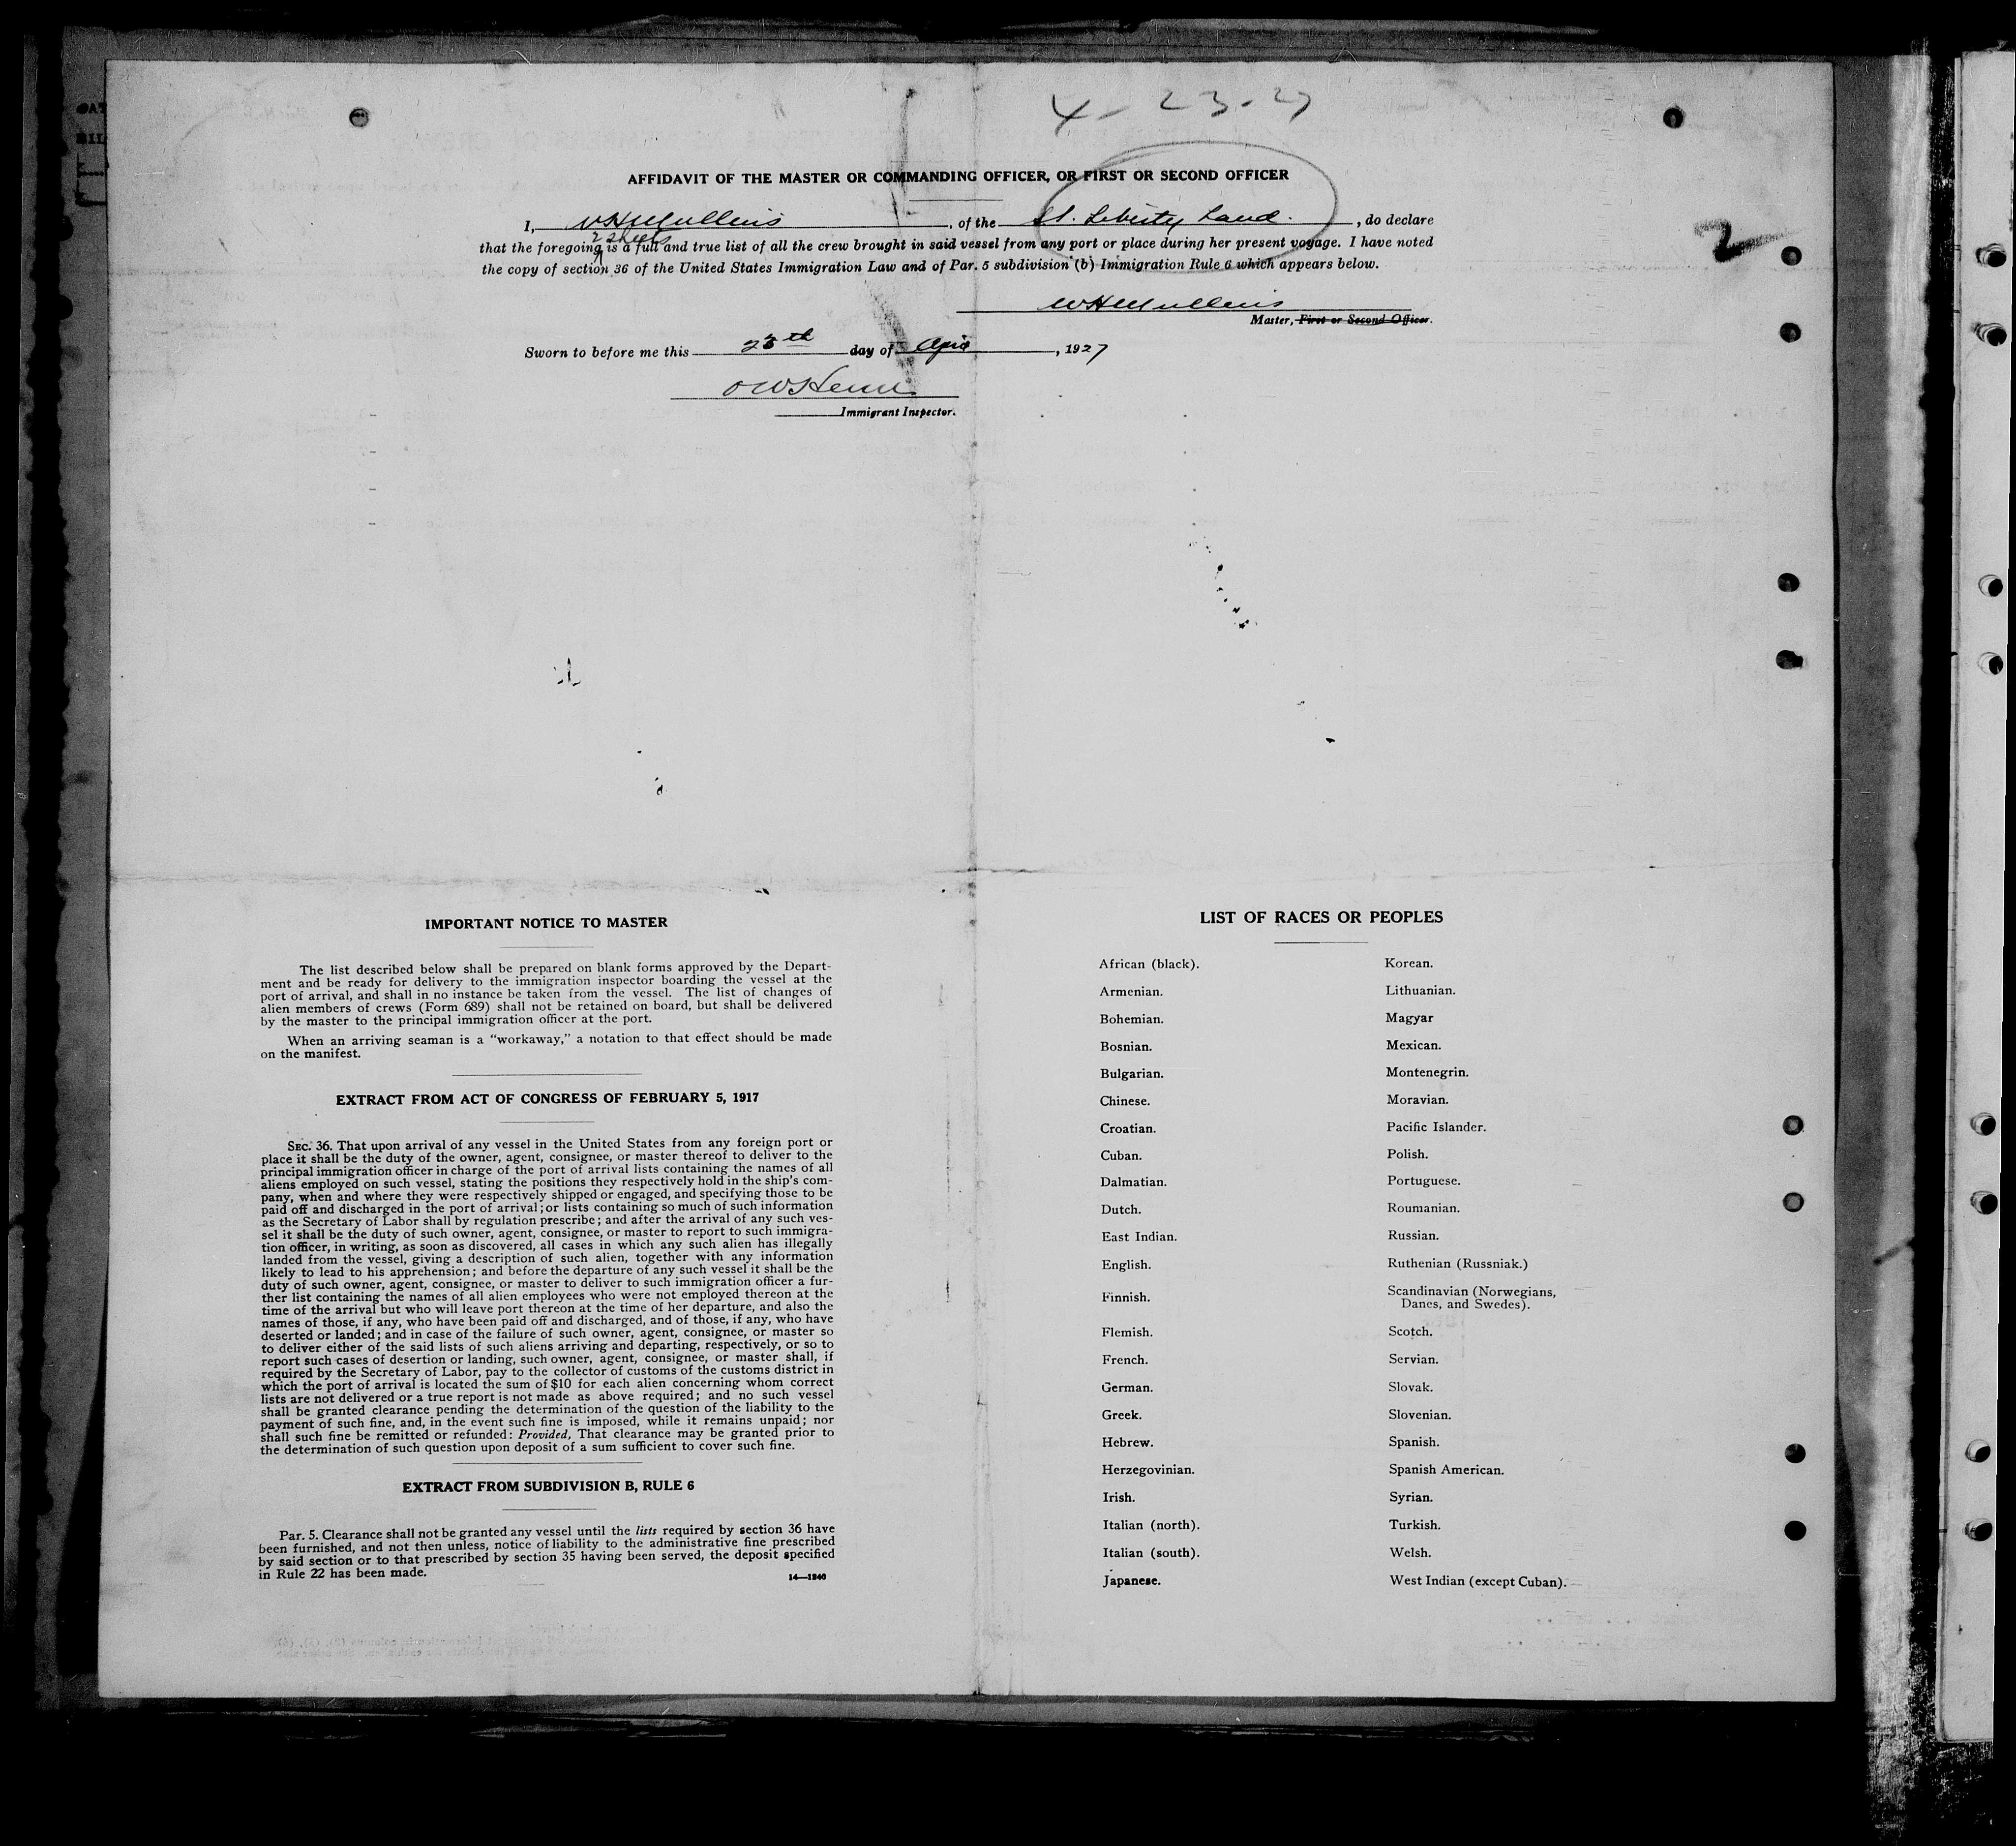 4-23-27
AFFIDAVIT OF THE MASTER OR COMMANDING OFFICER, OR FIRST OR SECOND OFFICER
I, WH Mullins, of the St. Liberty Land., do declare
2 sheets
that the foregoing is a full and true list of all the crew brought in said vessel from any port or place during her present voyage. I have noted
the copy of section 36 of the United States Immigration Law and of Par. 5 subdivision (b) Immigration Rule 6 which appears below.
2
WH Mullins
Master, First or Second Officer.
Sworn to before me this 23th day of April, 1927
Immigrant Inspector.
IMPORTANT NOTICE TO MASTER
The list described below shall be prepared on blank forms approved by the Depart-
ment and be ready for delivery to the immigration inspector boarding the vessel at the
port of arrival, and shall in no instance be taken from the vessel. The list of changes of
alien members of crews (Form 689) shall not be retained on board, but shall be delivered
by the master to the principal immigration officer at the port.
When an arriving seaman is a "workaway," a notation to that effect should be made
on the manifest.
EXTRACT FROM ACT OF CONGRESS OF FEBRUARY 5, 1917
SEC. 36. That upon arrival of any vessel in the United States from any foreign port or
place it shall be the duty of the owner, agent, consignee, or master thereof to deliver to the
principal immigration officer in charge of the port of arrival lists containing the names of all
aliens employed on such vessel, stating the positions they respectively hold in the ship's com-
pany, when and where they were respectively shipped or engaged, and specifying those to be
paid off and discharged in the port of arrival; or lists containing so much of such information
as the Secretary of Labor shall by regulation prescribe; and after the arrival of any such ves-
sel it shall be the duty of such owner, agent, consignee, or master to report to such immigra-
tion officer, in writing, as soon as discovered, all cases in which any such alien has illegally
landed from the vessel, giving a description of such alien, together with any information
likely to lead to his apprehension; and before the departure of any such vessel it shall be the
duty of such owner, agent, consignee, or master to deliver to such immigration officer a fur-
ther list containing the names of all alien employees who were not employed thereon at the
time of the arrival but who will leave port thereon at the time of her departure, and also the
names of those, if any, who have been paid off and discharged, and of those, if any, who have
deserted or landed; and in case of the failure of such owner, agent, consignee, or master so
to deliver either of the said lists of such aliens arriving and departing, respectively, or so to
report such cases of desertion or landing, such owner, agent, consignee, or master shall, if
required by the Secretary of Labor, pay to the collector of customs of the customs district in
which the port of arrival is located the sum of $10 for each alien concerning whom correct
lists are not delivered or a true report is not made as above required; and no such vessel
shall be granted clearance pending the determination of the question of the liability to the
payment of such fine, and, in the event such fine is imposed, while it remains unpaid; nor
shall such fine be remitted or refunded: Provided, That clearance may be granted prior to
the determination of such question upon deposit of a sum sufficient to cover such fine.
EXTRACT FROM SUBDIVISION B, RULE 6
Par. 5. Clearance shall not be granted any vessel until the lists required by section 36 have
been furnished, and not then unless, notice of liability to the administrative fine prescribed
by said section or to that prescribed by section 35 having been served, the deposit specified
in Rule 22 has been made.
14—1240
LIST OF RACES OR PEOPLES
African (black).
Armenian.
Bohemian.
Bosnian.
Bulgarian.
Chinese.
Croatian.
Cuban.
Dalmatian.
Dutch.
East Indian.
English.
Finnish.
Flemish.
French.
German.
Greek.
Hebrew.
Herzegovinian.
Irish.
Italian (north).
Italian (south).
Japanese.
Korean.
Lithuanian.
Magyar
Mexican.
Montenegrin.
Moravian.
Pacific Islander.
Polish.
Portuguese.
Roumanian.
Russian.
Ruthenian (Russniak.)
Scandinavian (Norwegians,
Danes, and Swedes).
Scotch.
Servian.
Slovak.
Slovenian.
Spanish.
Spanish American.
Syrian.
Turkish.
Welsh.
West Indian (except Cuban).